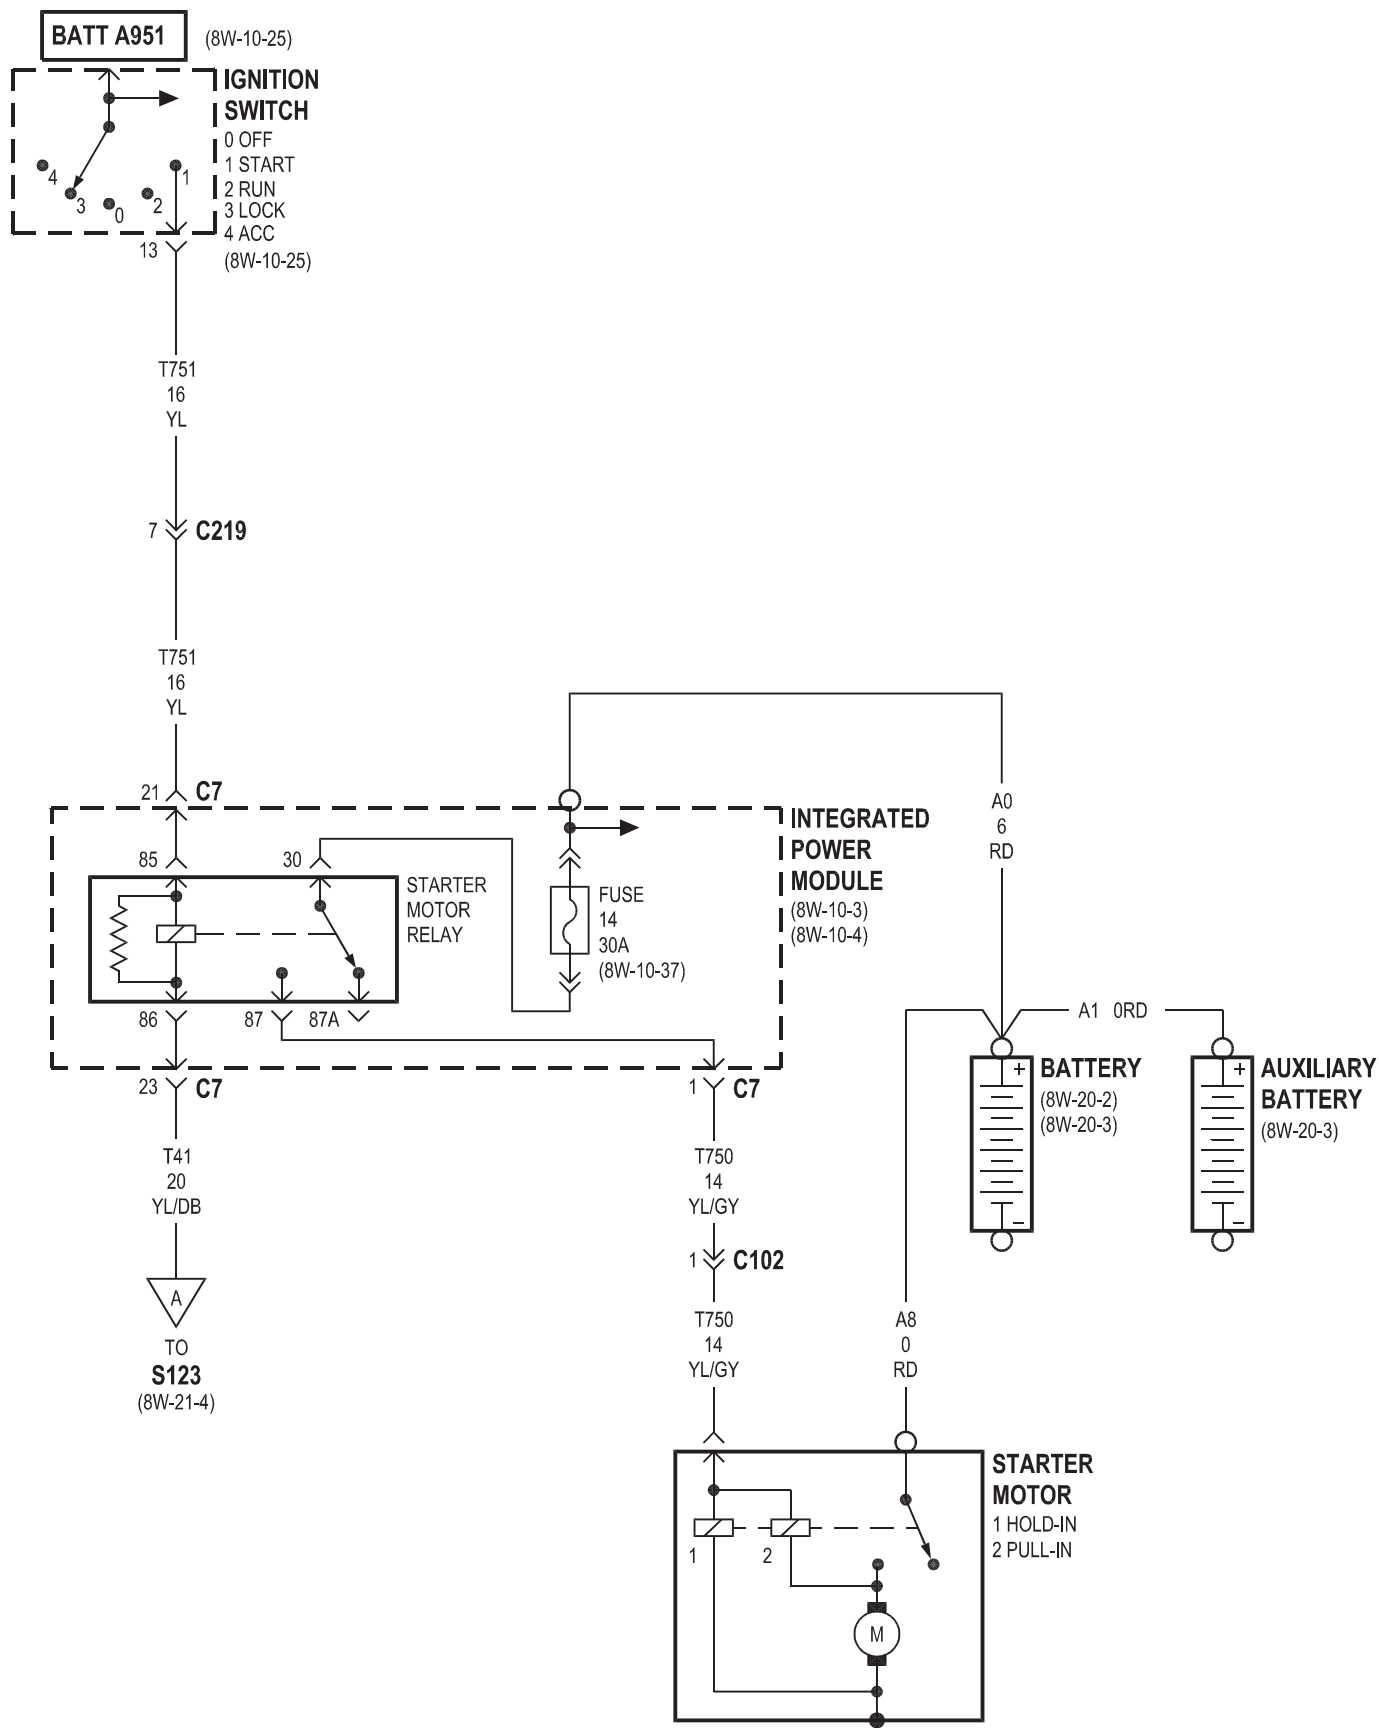 BATT A951
(8W-10-25)
IGNITION
SWITCH
0 OFF
1 START
2 RUN
3 LOCK
4 ACC
(8W-10-25)
4
3
0
2
1
13
T751
16
YL
7
C219
T751
16
YL
21
C7
85
30
STARTER
MOTOR
RELAY
FUSE
14
30A
(8W-10-37)
INTEGRATED
POWER
MODULE
(8W-10-3)
(8W-10-4)
A0
6
RD
86
87
87A
23
C7
1
C7
A1 0RD
+
BATTERY
(8W-20-2)
(8W-20-3)
−
+
AUXILIARY
BATTERY
(8W-20-3)
−
T41
20
YL/DB
A
TO
S123
(8W-21-4)
T750
14
YL/GY
1
C102
T750
14
YL/GY
A8
0
RD
STARTER
MOTOR
1 HOLD-IN
2 PULL-IN
1
2
M